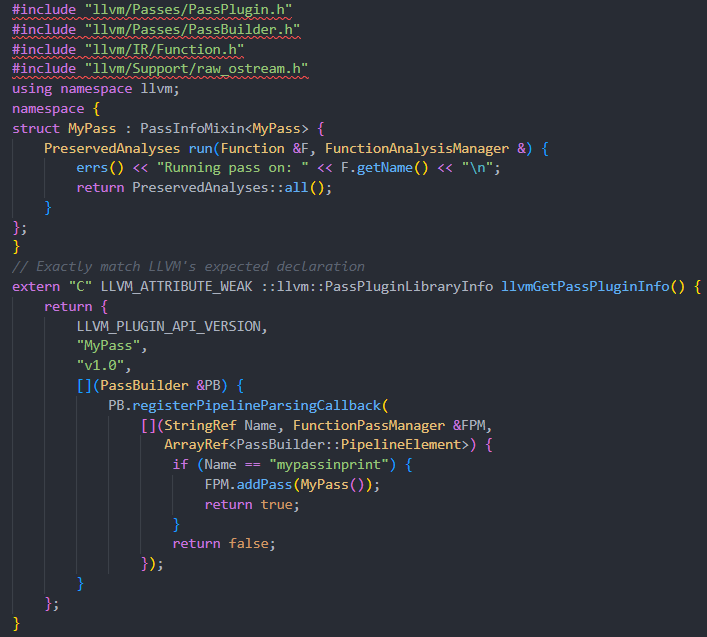 #include "llvm/Passes/PassPlugin.h"
#include "llvm/Passes/PassBuilder.h"
#include "llvm/IR/Function.h"
#include "llvm/Support/raw_ostream.h"
using namespace llvm;
namespace {
struct MyPass : PassInfoMixin<MyPass> {
    PreservedAnalyses run(Function &F, FunctionAnalysisManager &) {
        errs() << "Running pass on: " << F.getName() << "\n";
        return PreservedAnalyses::all();
    }
};
}
// Exactly match LLVM's expected declaration
extern "C" LLVM_ATTRIBUTE_WEAK ::llvm::PassPluginLibraryInfo llvmGetPassPluginInfo() {
    return {
        LLVM_PLUGIN_API_VERSION,
        "MyPass",
        "v1.0",
        [](PassBuilder &PB) {
            PB.registerPipelineParsingCallback(
                [](StringRef Name, FunctionPassManager &FPM,
                   ArrayRef<PassBuilder::PipelineElement>) {
                    if (Name == "mypassinprint") {
                        FPM.addPass(MyPass());
                        return true;
                    }
                    return false;
                });
        }
    };
}